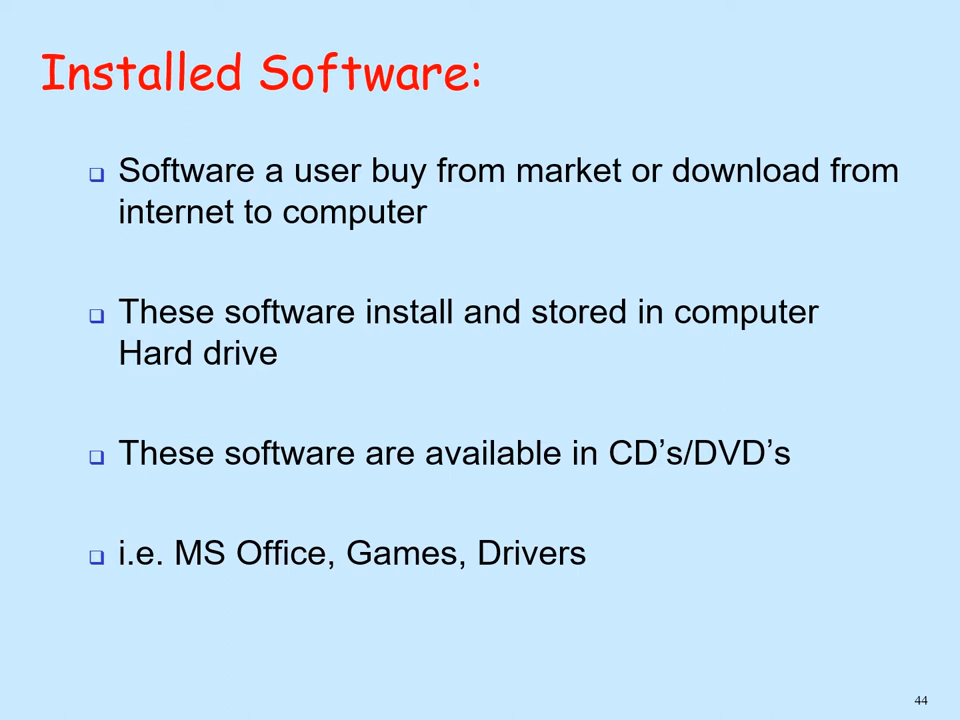 Installed Software:
❑ Software a user buy from market or download from
internet to computer
❑ These software install and stored in computer
Hard drive
❑ These software are available in CD’s/DVD’s
❑ i.e. MS Office, Games, Drivers
44